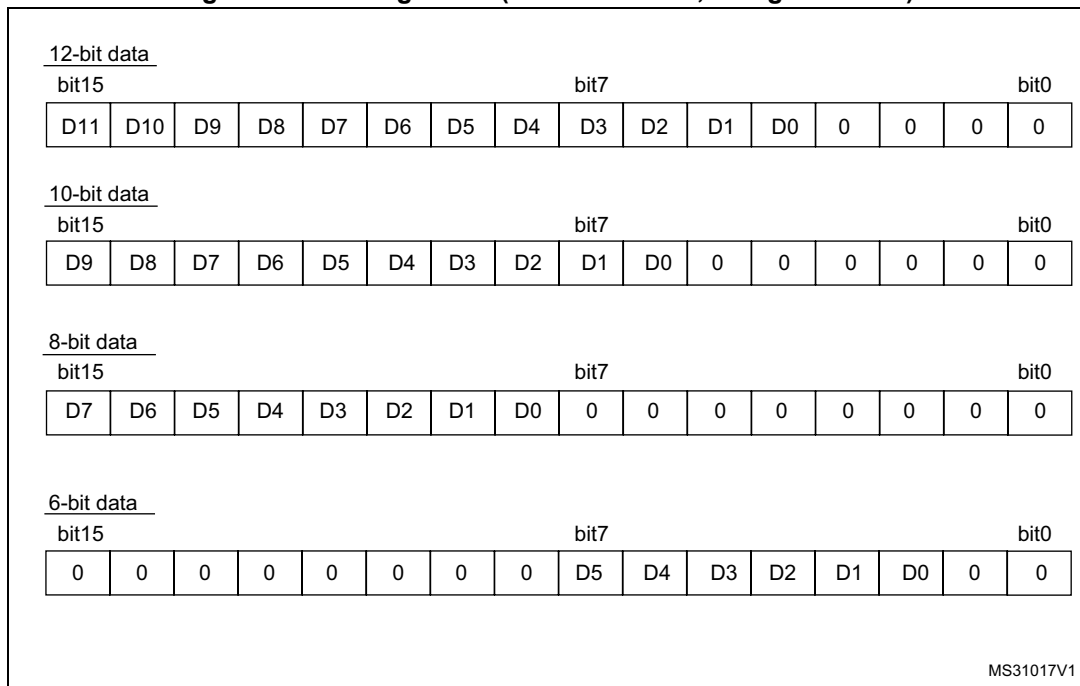 12-bit data
bit15 bit7 bit0
D11 D10 D9 D8 D7 D6 D5 D4 D3 D2 D1 D0 0 0 0 0
10-bit data
bit15 bit7 bit0
D9 D8 D7 D6 D5 D4 D3 D2 D1 D0 0 0 0 0 0 0
8-bit data
bit15 bit7 bit0
D7 D6 D5 D4 D3 D2 D1 D0 0 0 0 0 0 0 0 0
6-bit data
bit15 bit7 bit0
0 0 0 0 0 0 0 0 D5 D4 D3 D2 D1 D0 0 0
MS31017V1